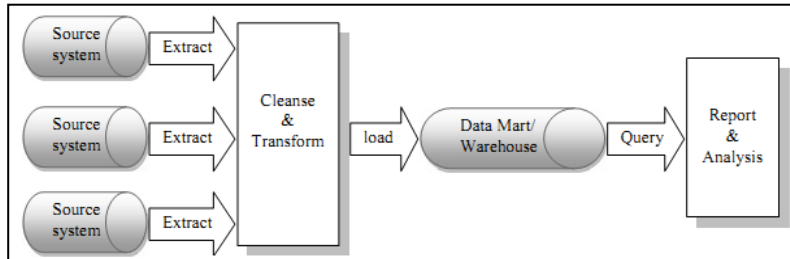 Source
system
Extract
Source
system
Extract
Source
system
Extract
Cleanse
&
Transform
load
Data Mart/
Warehouse
Query
Report
&
Analysis